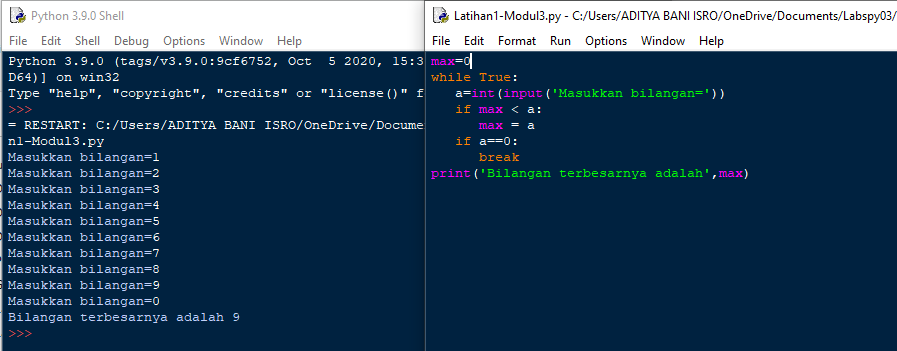 Python 3.9.0 Shell
File Edit Shell Debug Options Window Help
Python 3.9.0 (tags/v3.9.0:9cf6752, Oct  5 2020, 15:3
D64)] on win32
Type "help", "copyright", "credits" or "license()" f
>>>
= RESTART: C:/Users/ADITYA BANI ISRO/OneDrive/Docume
n1-Modul3.py
Masukkan bilangan=1
Masukkan bilangan=2
Masukkan bilangan=3
Masukkan bilangan=4
Masukkan bilangan=5
Masukkan bilangan=6
Masukkan bilangan=7
Masukkan bilangan=8
Masukkan bilangan=9
Masukkan bilangan=0
Bilangan terbesarnya adalah 9
>>>
Latihan1-Modul3.py - C:/Users/ADITYA BANI ISRO/OneDrive/Documents/Labspy03/
File Edit Format Run Options Window Help
max=0
while True:
   a=int(input('Masukkan bilangan='))
   if max < a:
      max = a
   if a==0:
      break
print('Bilangan terbesarnya adalah',max)